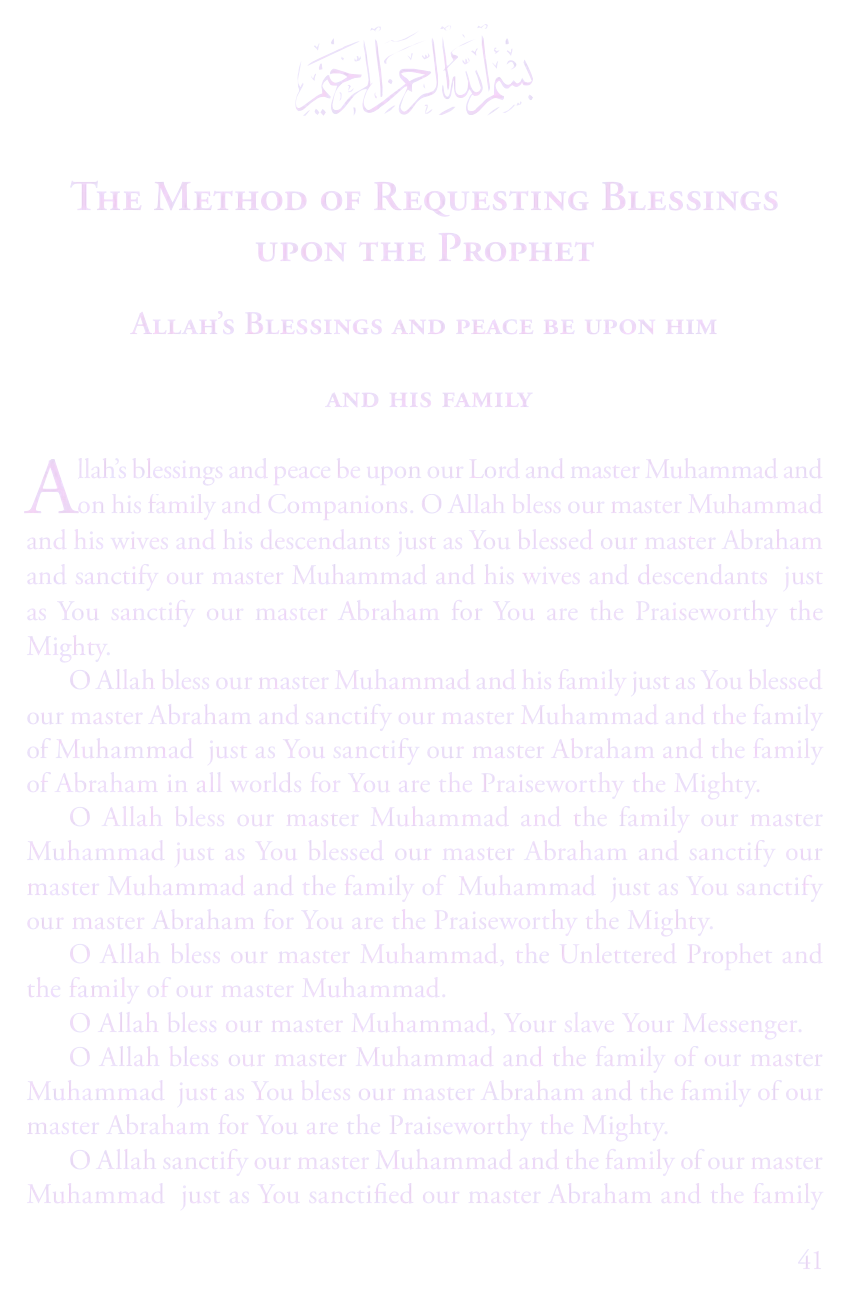 بسم الله الرحمن الرحيم
The Method of Requesting Blessings
upon the Prophet
Allah’s Blessings and peace be upon him
and his family
Allah’s blessings and peace be upon our Lord and master Muhammad and
on his family and Companions. O Allah bless our master Muhammad
and his wives and his descendants just as You blessed our master Abraham
and sanctify our master Muhammad and his wives and descendants just
as You sanctify our master Abraham for You are the Praiseworthy the
Mighty.
O Allah bless our master Muhammad and his family just as You blessed
our master Abraham and sanctify our master Muhammad and the family
of Muhammad just as You sanctify our master Abraham and the family
of Abraham in all worlds for You are the Praiseworthy the Mighty.
O Allah bless our master Muhammad and the family our master
Muhammad just as You blessed our master Abraham and sanctify our
master Muhammad and the family of Muhammad just as You sanctify
our master Abraham for You are the Praiseworthy the Mighty.
O Allah bless our master Muhammad, the Unlettered Prophet and
the family of our master Muhammad.
O Allah bless our master Muhammad, Your slave Your Messenger.
O Allah bless our master Muhammad and the family of our master
Muhammad just as You bless our master Abraham and the family of our
master Abraham for You are the Praiseworthy the Mighty.
O Allah sanctify our master Muhammad and the family of our master
Muhammad just as You sanctified our master Abraham and the family
41